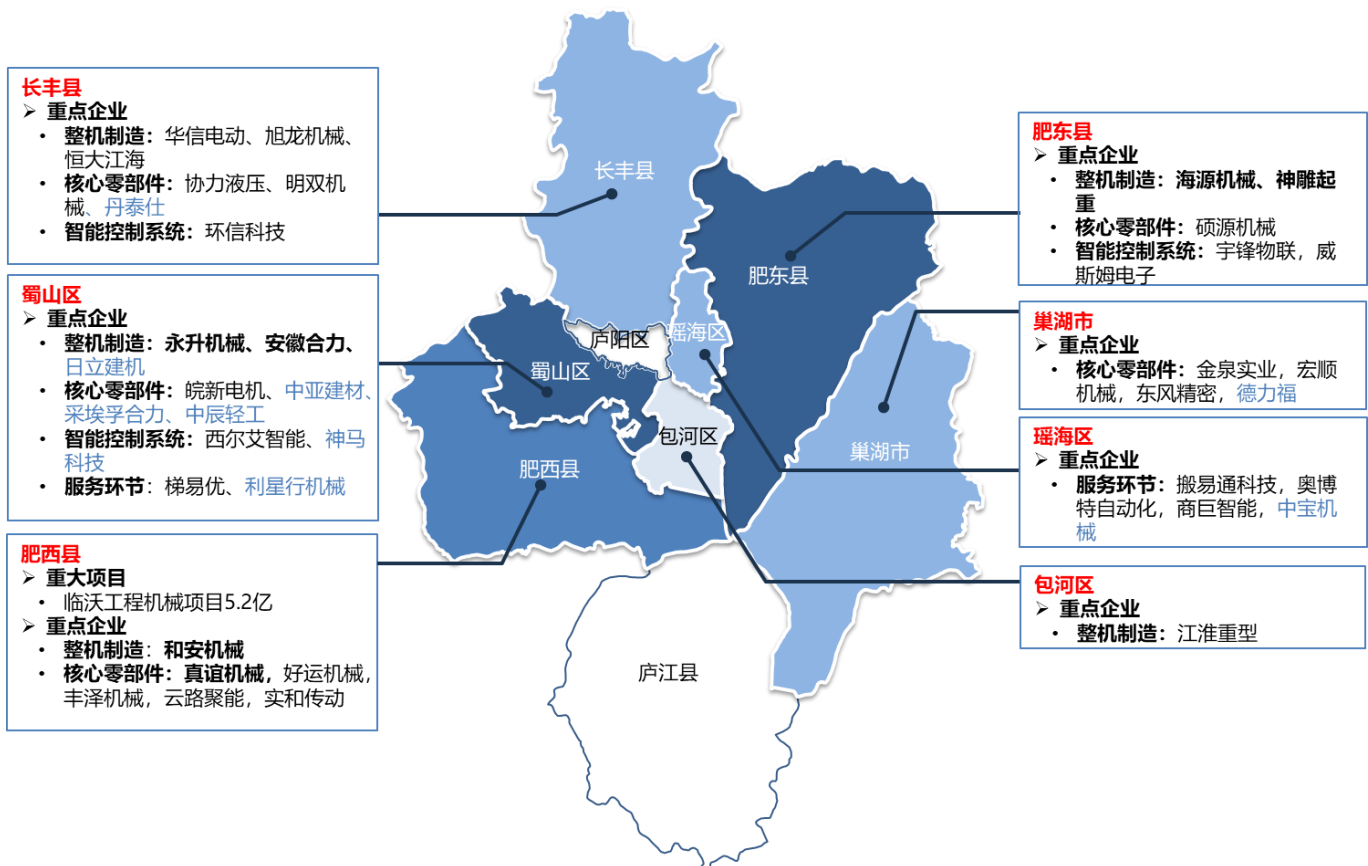 长丰县
➢ 重点企业
• 整机制造：华信电动、旭龙机械、
恒大江海
• 核心零部件：协力液压、明双机
械、丹泰仕
• 智能控制系统：环信科技
蜀山区
➢ 重点企业
• 整机制造：永升机械、安徽合力、
日立建机
• 核心零部件：皖新电机、中亚建材、
采埃孚合力、中辰轻工
• 智能控制系统：西尔艾智能、神马
科技
• 服务环节：梯易优、利星行机械
肥西县
➢ 重大项目
• 临沃工程机械项目5.2亿
➢ 重点企业
• 整机制造：和安机械
• 核心零部件：真谊机械，好运机械，
丰泽机械，云路聚能，实和传动
长丰县
肥东县
庐阳区
瑶海区
蜀山区
包河区
肥西县
巢湖市
庐江县
肥东县
➢ 重点企业
• 整机制造：海源机械、神雕起
重
• 核心零部件：硕源机械
• 智能控制系统：宇锋物联，威
斯姆电子
巢湖市
➢ 重点企业
• 核心零部件：金泉实业，宏顺
机械，东风精密，德力福
瑶海区
➢ 重点企业
• 服务环节：搬易通科技，奥博
特自动化，商巨智能，中宝机
械
包河区
➢ 重点企业
• 整机制造：江淮重型